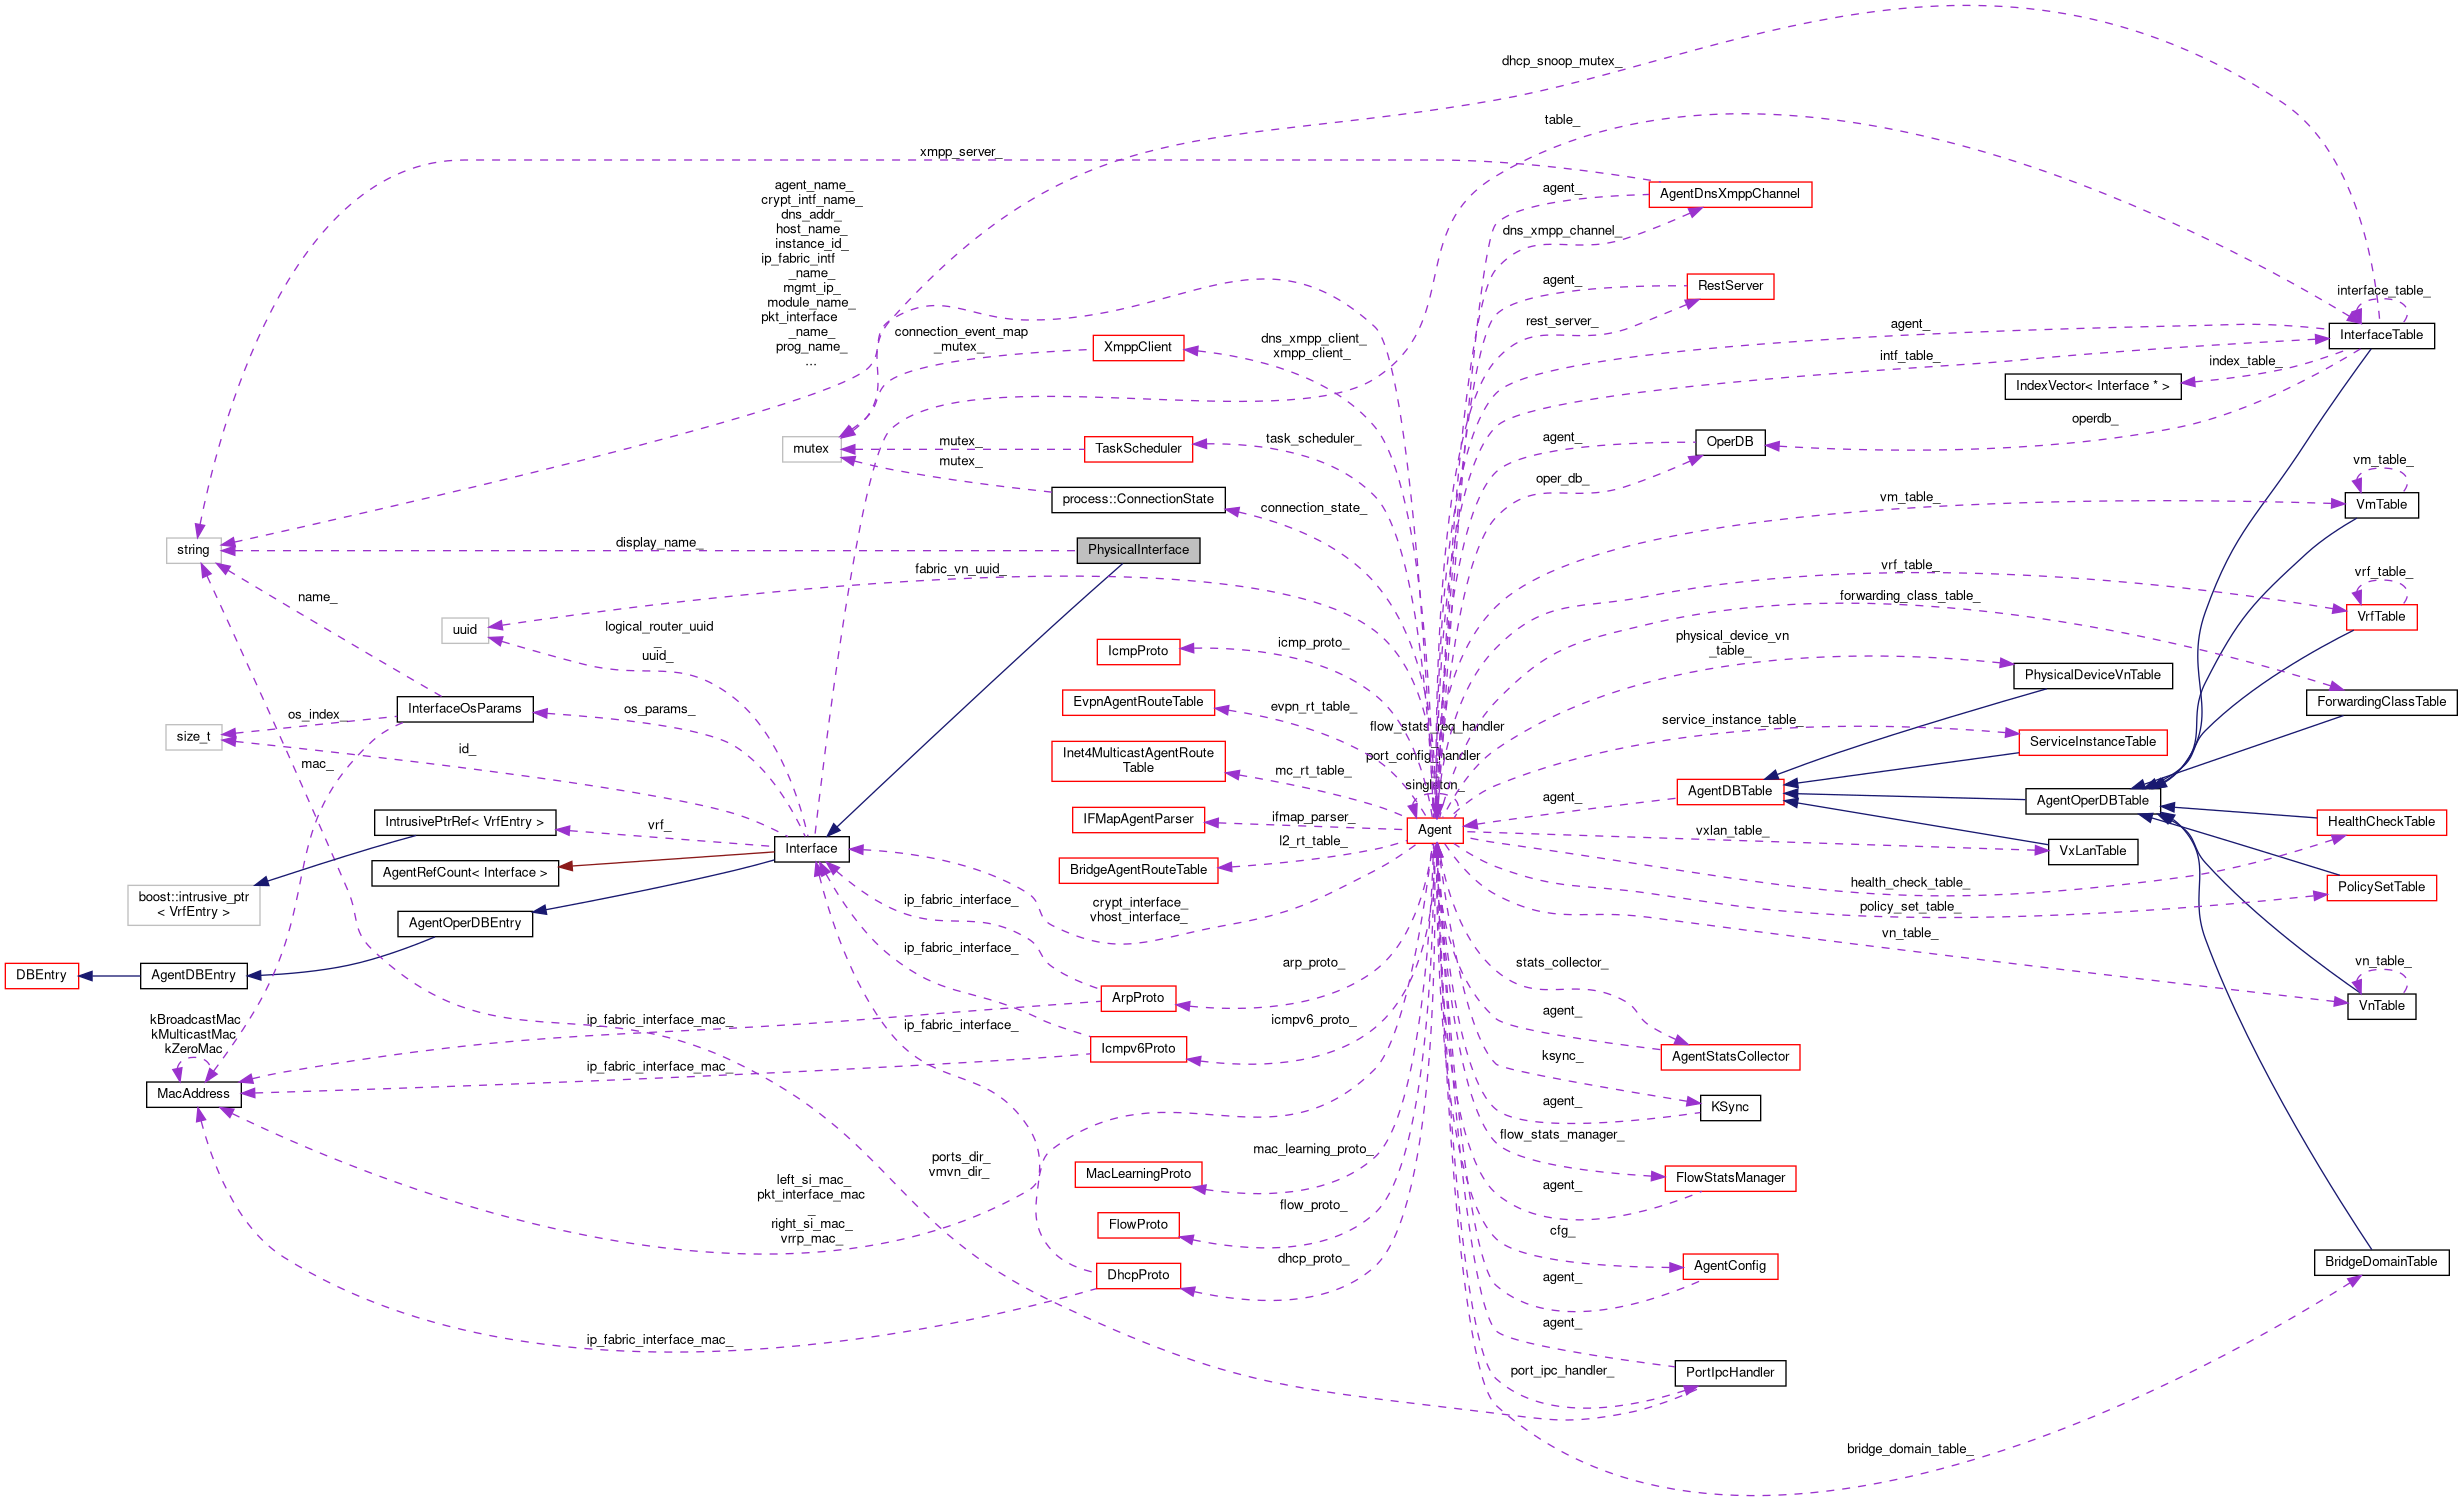 dhcp_snoop_mutex_
table_
xmpp_server_
agent_name_
crypt_intf_name_
dns_addr_
host_name_
instance_id_
ip_fabric_intf
_name_
mgmt_ip_
module_name_
pkt_interface
_name_
prog_name_
...
agent_
AgentDnsXmppChannel
dns_xmpp_channel_
agent_
RestServer
rest_server_
interface_table_
InterfaceTable
agent_
intf_table_
index_table_
IndexVector< Interface * >
operdb_
connection_event_map
_mutex_
XmppClient
dns_xmpp_client_
xmpp_client_
mutex
mutex_
TaskScheduler
task_scheduler_
mutex_
process::ConnectionState
connection_state_
agent_
OperDB
oper_db_
vm_table_
vm_table_
VmTable
string
display_name_
PhysicalInterface
fabric_vn_uuid_
vrf_table_
vrf_table_
VrfTable
forwarding_class_table_
name_
uuid
logical_router_uuid
_
uuid_
IcmpProto
icmp_proto_
physical_device_vn
_table_
PhysicalDeviceVnTable
ForwardingClassTable
InterfaceOsParams
os_params_
os_index_
size_t
id_
mac_
EvpnAgentRouteTable
evpn_rt_table_
flow_stats_req_handler
_
port_config_handler
_
singleton_
service_instance_table_
ServiceInstanceTable
Inet4MulticastAgentRoute
Table
mc_rt_table_
agent_
AgentDBTable
AgentOperDBTable
IntrusivePtrRef< VrfEntry >
vrf_
Interface
IFMapAgentParser
ifmap_parser_
Agent
vxlan_table_
VxLanTable
HealthCheckTable
AgentRefCount< Interface >
BridgeAgentRouteTable
l2_rt_table_
health_check_table_
PolicySetTable
boost::intrusive_ptr
< VrfEntry >
ip_fabric_interface_
crypt_interface_
vhost_interface_
policy_set_table_
AgentOperDBEntry
ip_fabric_interface_
vn_table_
DBEntry
AgentDBEntry
arp_proto_
stats_collector_
vn_table_
VnTable
ArpProto
kBroadcastMac
kMulticastMac
kZeroMac
ip_fabric_interface_mac_
ip_fabric_interface_
icmpv6_proto_
agent_
Icmpv6Proto
AgentStatsCollector
ip_fabric_interface_mac_
ksync_
MacAddress
agent_
KSync
flow_stats_manager_
mac_learning_proto_
ports_dir_
vmvn_dir_
MacLearningProto
left_si_mac_
pkt_interface_mac
_
right_si_mac_
vrrp_mac_
agent_
FlowStatsManager
flow_proto_
FlowProto
cfg_
dhcp_proto_
DhcpProto
AgentConfig
agent_
BridgeDomainTable
agent_
ip_fabric_interface_mac_
port_ipc_handler_
PortIpcHandler
bridge_domain_table_